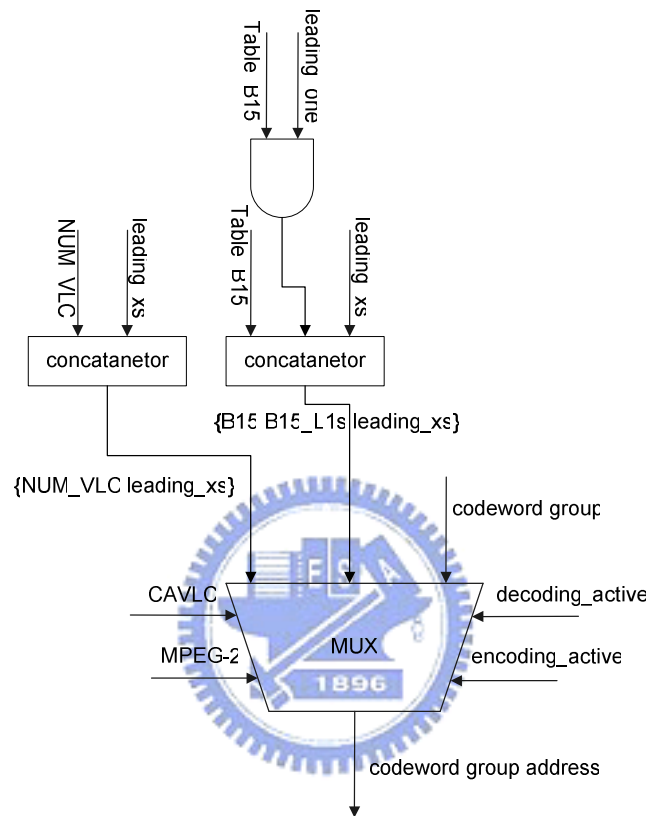 Table B15
leading one
NUM VLC
leading xs
Table B15
leading xs
concatanetor
concatanetor
{B15 B15_L1s leading_xs}
{NUM_VLC leading_xs}
codeword group
E S A
CAVLC
decoding_active
MUX
MPEG-2
encoding_active
1896
codeword group address